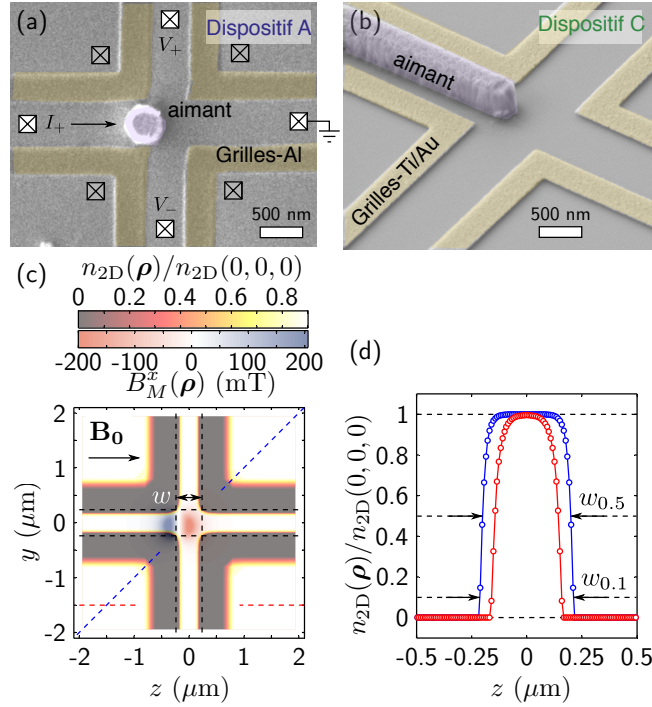 (a)
Dispositif A
V+
I+
aimant
Grilles-Al
V−
500 nm
(b)
Dispositif C
aimant
Grilles-Ti/Au
500 nm
(c)
n2D(ρ)/n2D(0, 0, 0)
0 0.2 0.4 0.6 0.8
-200 -100 0 100 200
B^x_M(ρ) (mT)
2
1
0
-1
-2
y (μm)
B0
w
-2 -1 0 1 2
z (μm)
(d)
n2D(ρ)/n2D(0, 0, 0)
1
0.8
0.6
0.4
0.2
0
w0.5
w0.1
-0.5 -0.25 0 0.25 0.5
z (μm)